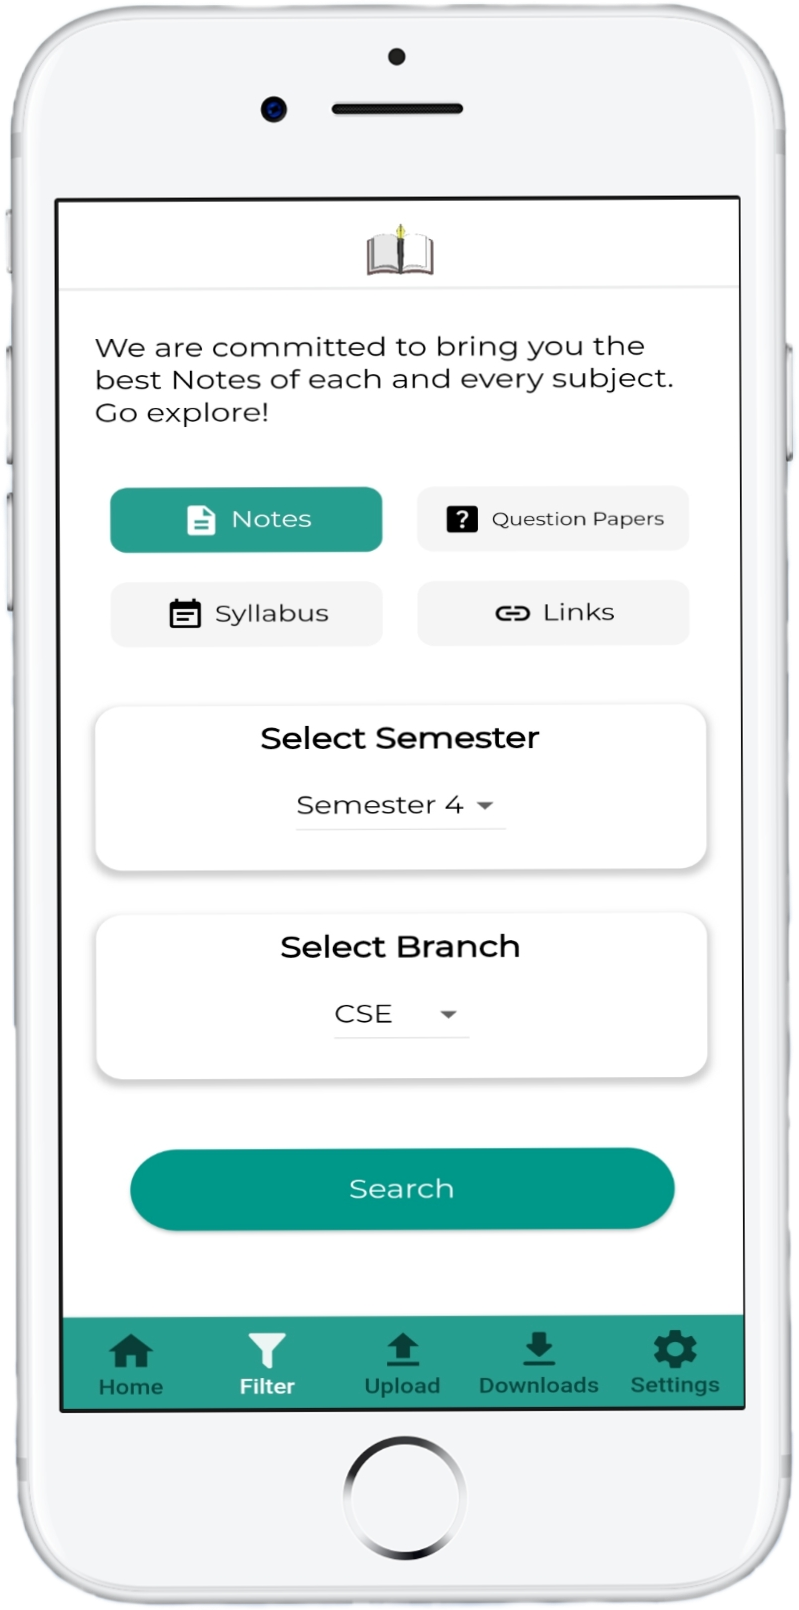 We are committed to bring you the
best Notes of each and every subject.
Go explore!
Notes
Question Papers
Syllabus
Links
Select Semester
Semester 4
Select Branch
CSE
Search
Home
Filter
Upload
Downloads
Settings